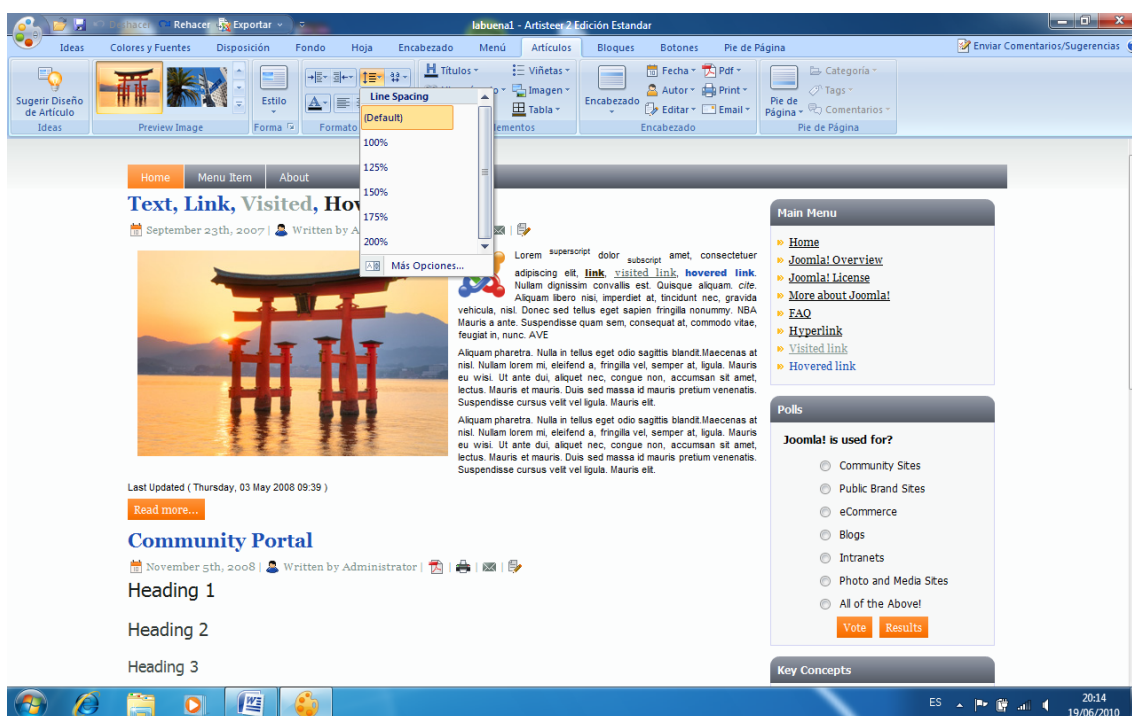 Rehacer Exportar
labuena1 - Artisteer 2 Edición Estandar
Ideas Colores y Fuentes Disposición Fondo Hoja Encabezado Menú Artículos Bloques Botones Pie de Página Enviar Comentarios/Sugerencias
Sugerir Diseño de Artículo
Estilo
Títulos
Viñetas
Imagen
Tabla
Encabezado
Fecha Pdf
Autor Print
Editar Email
Pie de Página
Categoría
Tags
Comentarios
Ideas Preview Image Forma Encabezado Pie de Página
Line Spacing
(Default)
100%
125%
150%
175%
200%
Más Opciones...
Home Menu Item About
Text, Link, Visited,
September 23th, 2007 | Written by
Lorem superscript dolor subscript amet, consectetuer
adipiscing elit, link, visited link, hovered link.
Nullam dignissim convallis est. Quisque aliquam. cite.
Aliquam libero nisi, imperdiet at, tincidunt nec, gravida
vehicula, nisl. Donec sed tellus eget sapien fringilla nonummy. NBA
Mauris a ante. Suspendisse quam sem, consequat at, commodo vitae,
feugiat in, nunc. AVE
Aliquam pharetra. Nulla in tellus eget odio sagittis blandit.Maecenas at
nisl. Nullam lorem mi, eleifend a, fringilla vel, semper at, ligula. Mauris
eu wisi. Ut ante dui, aliquet nec, congue non, accumsan sit amet,
lectus. Mauris et mauris. Duis sed massa id mauris pretium venenatis.
Suspendisse cursus velit vel ligula. Mauris elit.
Aliquam pharetra. Nulla in tellus eget odio sagittis blandit.Maecenas at
nisl. Nullam lorem mi, eleifend a, fringilla vel, semper at, ligula. Mauris
eu wisi. Ut ante dui, aliquet nec, congue non, accumsan sit amet,
lectus. Mauris et mauris. Duis sed massa id mauris pretium venenatis.
Suspendisse cursus velit vel ligula. Mauris elit.
Last Updated ( Thursday, 03 May 2008 09:39 )
Read more...
Community Portal
November 5th, 2008 | Written by Administrator |
Heading 1
Heading 2
Heading 3
Main Menu
Home
Joomla! Overview
Joomla! License
More about Joomla!
FAQ
Hyperlink
Visited link
Hovered link
Polls
Joomla! is used for?
Community Sites
Public Brand Sites
eCommerce
Blogs
Intranets
Photo and Media Sites
All of the Above!
Vote Results
Key Concepts
ES 20:14
19/06/2010